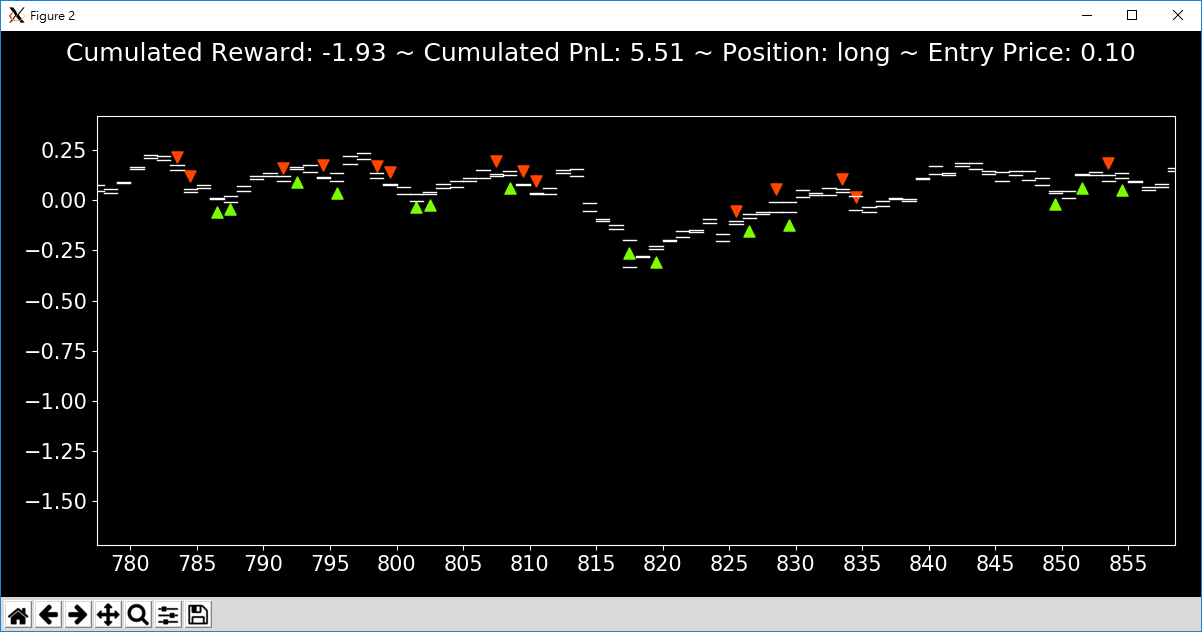 Figure 2
Cumulated Reward: -1.93 ~ Cumulated PnL: 5.51 ~ Position: long ~ Entry Price: 0.10
0.25
0.00
−0.25
−0.50
−0.75
−1.00
−1.25
−1.50
780 785 790 795 800 805 810 815 820 825 830 835 840 845 850 855